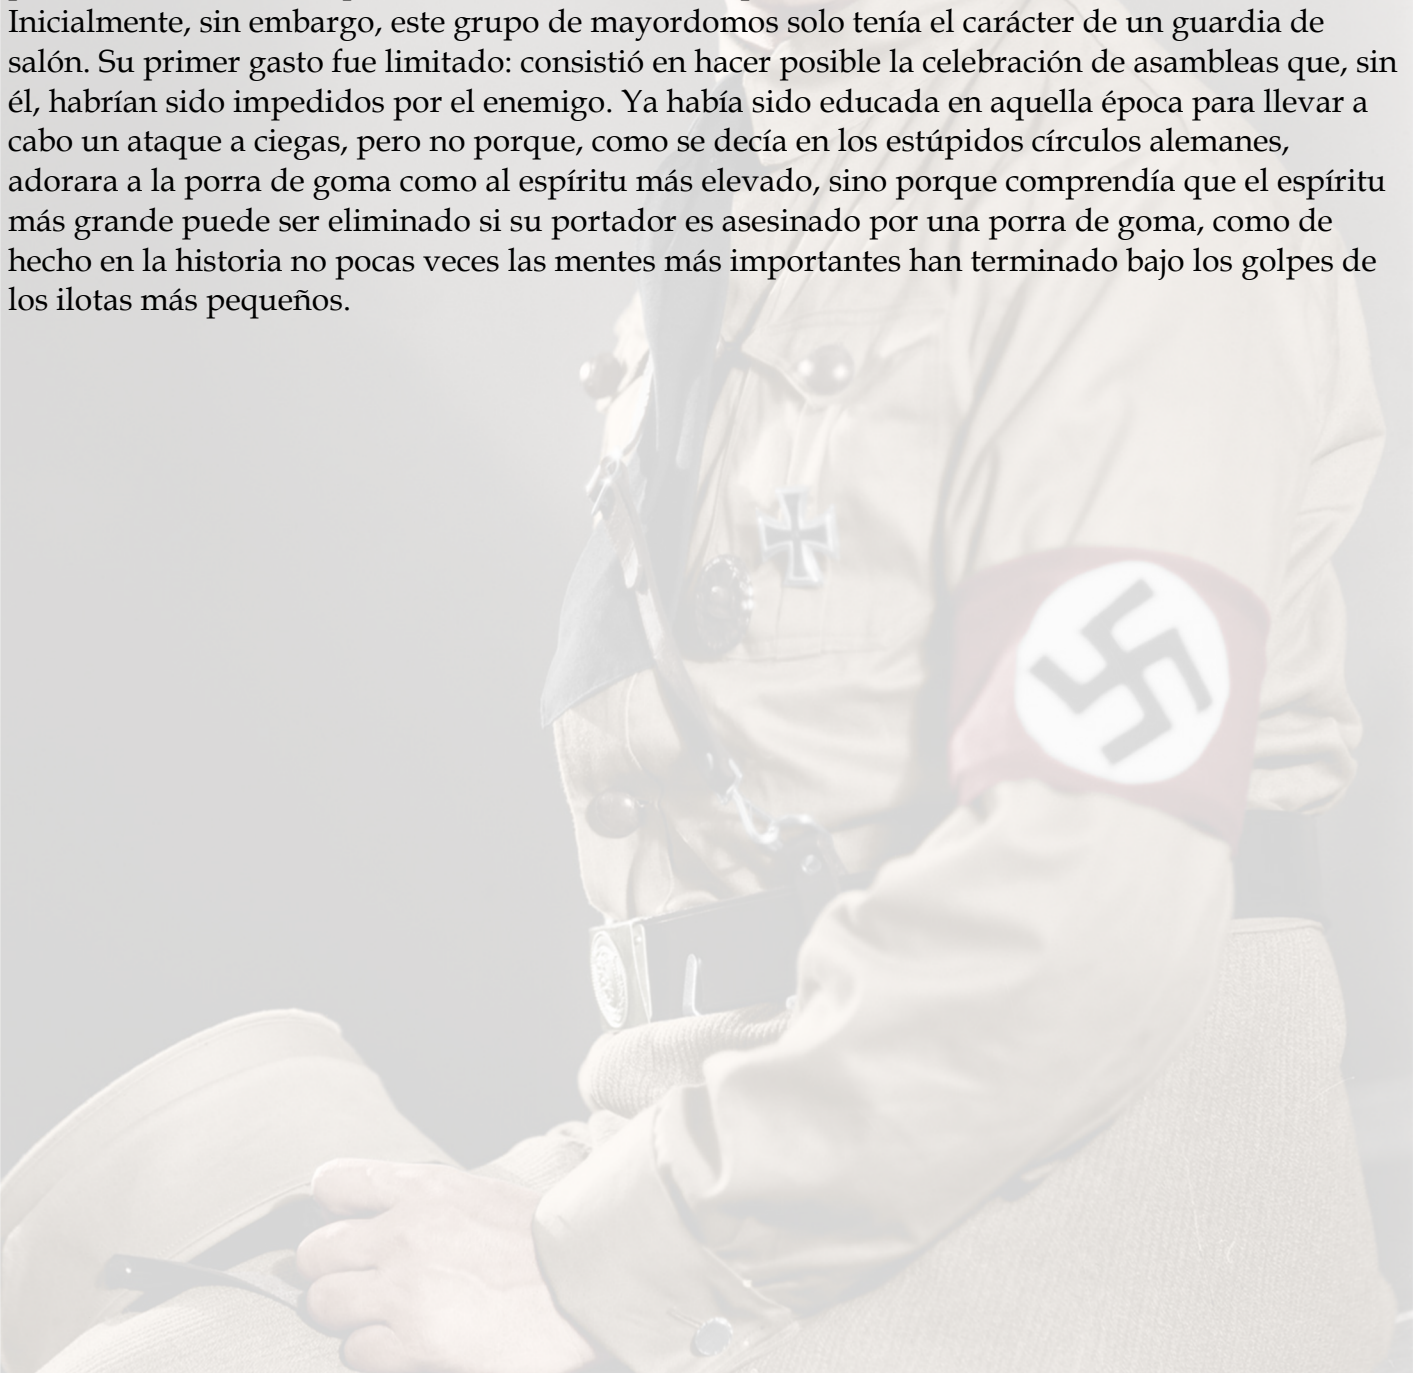 Inicialmente, sin embargo, este grupo de mayordomos solo tenía el carácter de un guardia de
salón. Su primer gasto fue limitado: consistió en hacer posible la celebración de asambleas que, sin
él, habrían sido impedidos por el enemigo. Ya había sido educada en aquella época para llevar a
cabo un ataque a ciegas, pero no porque, como se decía en los estúpidos círculos alemanes,
adorara a la porra de goma como al espíritu más elevado, sino porque comprendía que el espíritu
más grande puede ser eliminado si su portador es asesinado por una porra de goma, como de
hecho en la historia no pocas veces las mentes más importantes han terminado bajo los golpes de
los ilotas más pequeños.